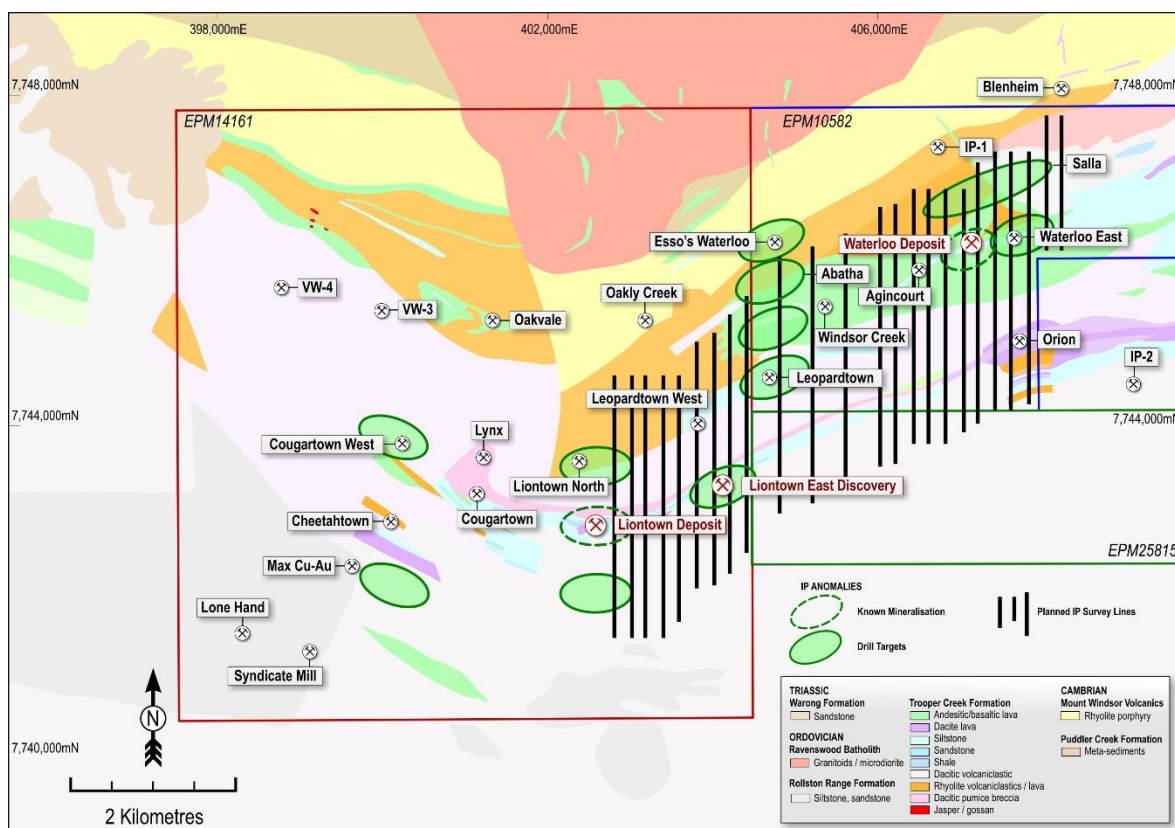 398,000mE
402,000mE
406,000mE
7,748,000mN
7,748,000mN
Blenheim
EPM14161
EPM10582
IP-1
Salla
Esso's Waterloo
Waterloo Deposit
Waterloo East
Abatha
VW-4
Oakly Creek
Agincourt
VW-3
Oakvale
Windsor Creek
Orion
IP-2
Leopardtown
Leopardtown West
7,744,000mN
7,744,000mN
Cougartown West
Lynx
Liontown North
Liontown East Discovery
Cougartown
Cheetahtown
Liontown Deposit
EPM25815
Max Cu-Au
Lone Hand
Syndicate Mill
IP ANOMALIES
Known Mineralisation
Drill Targets
Planned IP Survey Lines
N
7,740,000mN
2 Kilometres
TRIASSIC
Warong Formation
Sandstone
ORDOVICIAN
Ravenswood Batholith
Granitoids / microdiorite
Rollston Range Formation
Siltstone, sandstone
Trooper Creek Formation
Andesitic/basaltic lava
Dacite lava
Siltstone
Sandstone
Shale
Dacitic volcaniclastic
Rhyolite volcaniclastics / lava
Dacitic pumice breccia
Jasper / gossan
CAMBRIAN
Mount Windsor Volcanics
Rhyolite porphyry
Puddler Creek Formation
Meta-sediments